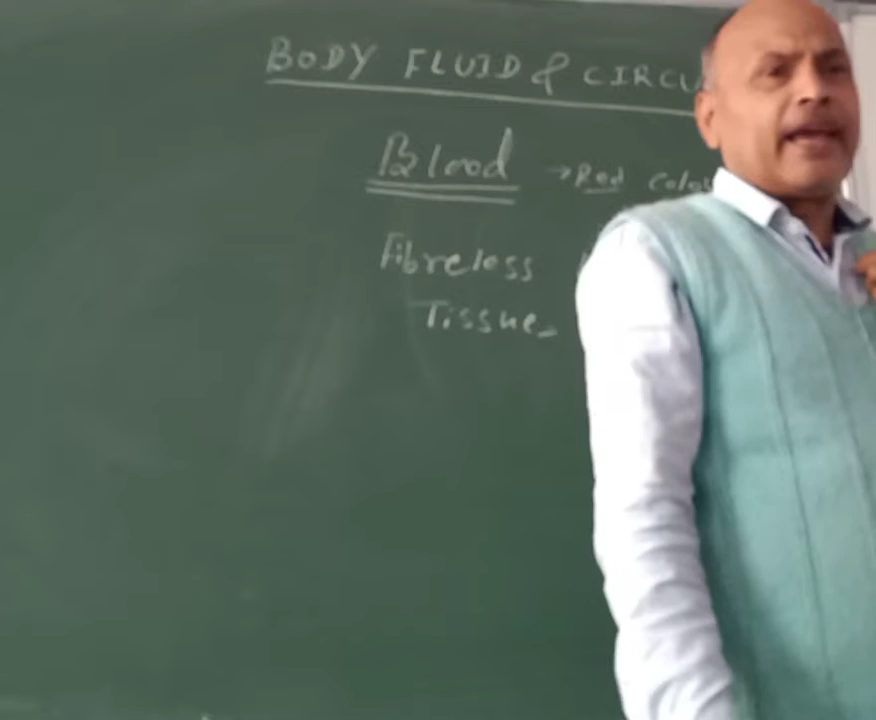 BODY FLUID & CIRCU
Blood → Red Colo
Fibreless
Tissue